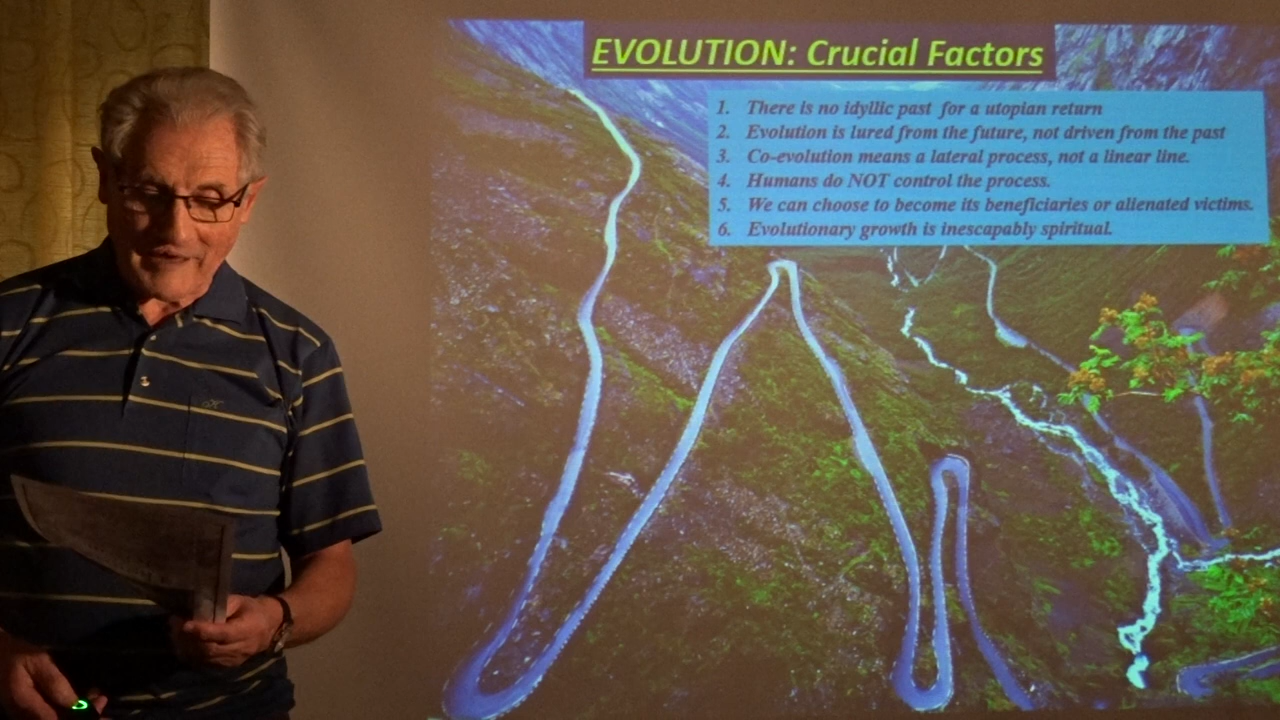 EVOLUTION: Crucial Factors
1. There is no idyllic past for a utopian return
2. Evolution is lured from the future, not driven from the past
3. Co-evolution means a lateral process, not a linear line.
4. Humans do NOT control the process.
5. We can choose to become its beneficiaries or alienated victims.
6. Evolutionary growth is inescapably spiritual.